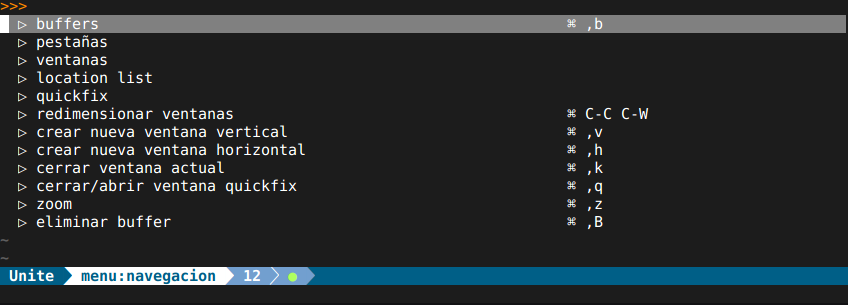 >>>
▷ buffers ⌘ ,b
▷ pestañas
▷ ventanas
▷ location list
▷ quickfix
▷ redimensionar ventanas ⌘ C-C C-W
▷ crear nueva ventana vertical ⌘ ,v
▷ crear nueva ventana horizontal ⌘ ,h
▷ cerrar ventana actual ⌘ ,k
▷ cerrar/abrir ventana quickfix ⌘ ,q
▷ zoom ⌘ ,z
▷ eliminar buffer ⌘ ,B
~
~
Unite menu:navegacion 12 ●